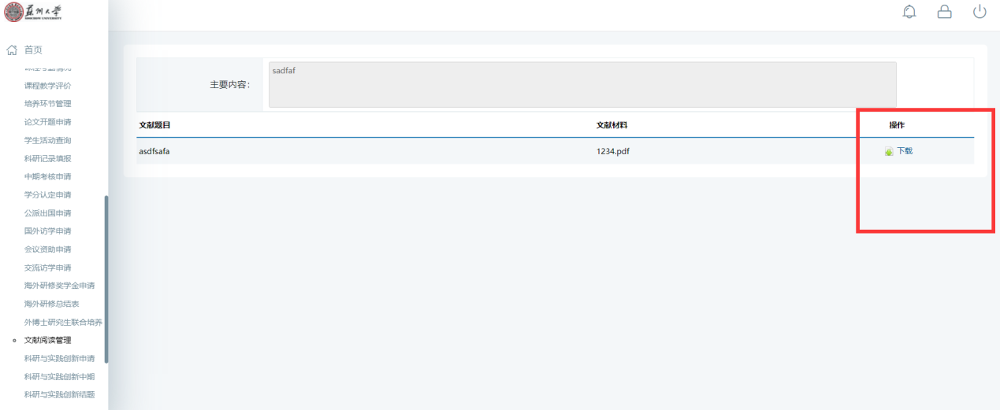 蘇州大學
SOOCHOW UNIVERSITY
首页
课程教学评价
培养环节管理
论文开题申请
学生活动查询
科研记录填报
中期考核申请
学分认定申请
公派出国申请
国外访学申请
会议资助申请
交流访学申请
海外研修奖学金申请
海外研修总结表
外博士研究生联合培养
文献阅读管理
科研与实践创新申请
科研与实践创新中期
科研与实践创新结题
主要内容：
sadfaf
文献题目 文献材料 操作
asdfsafa 1234.pdf 下载